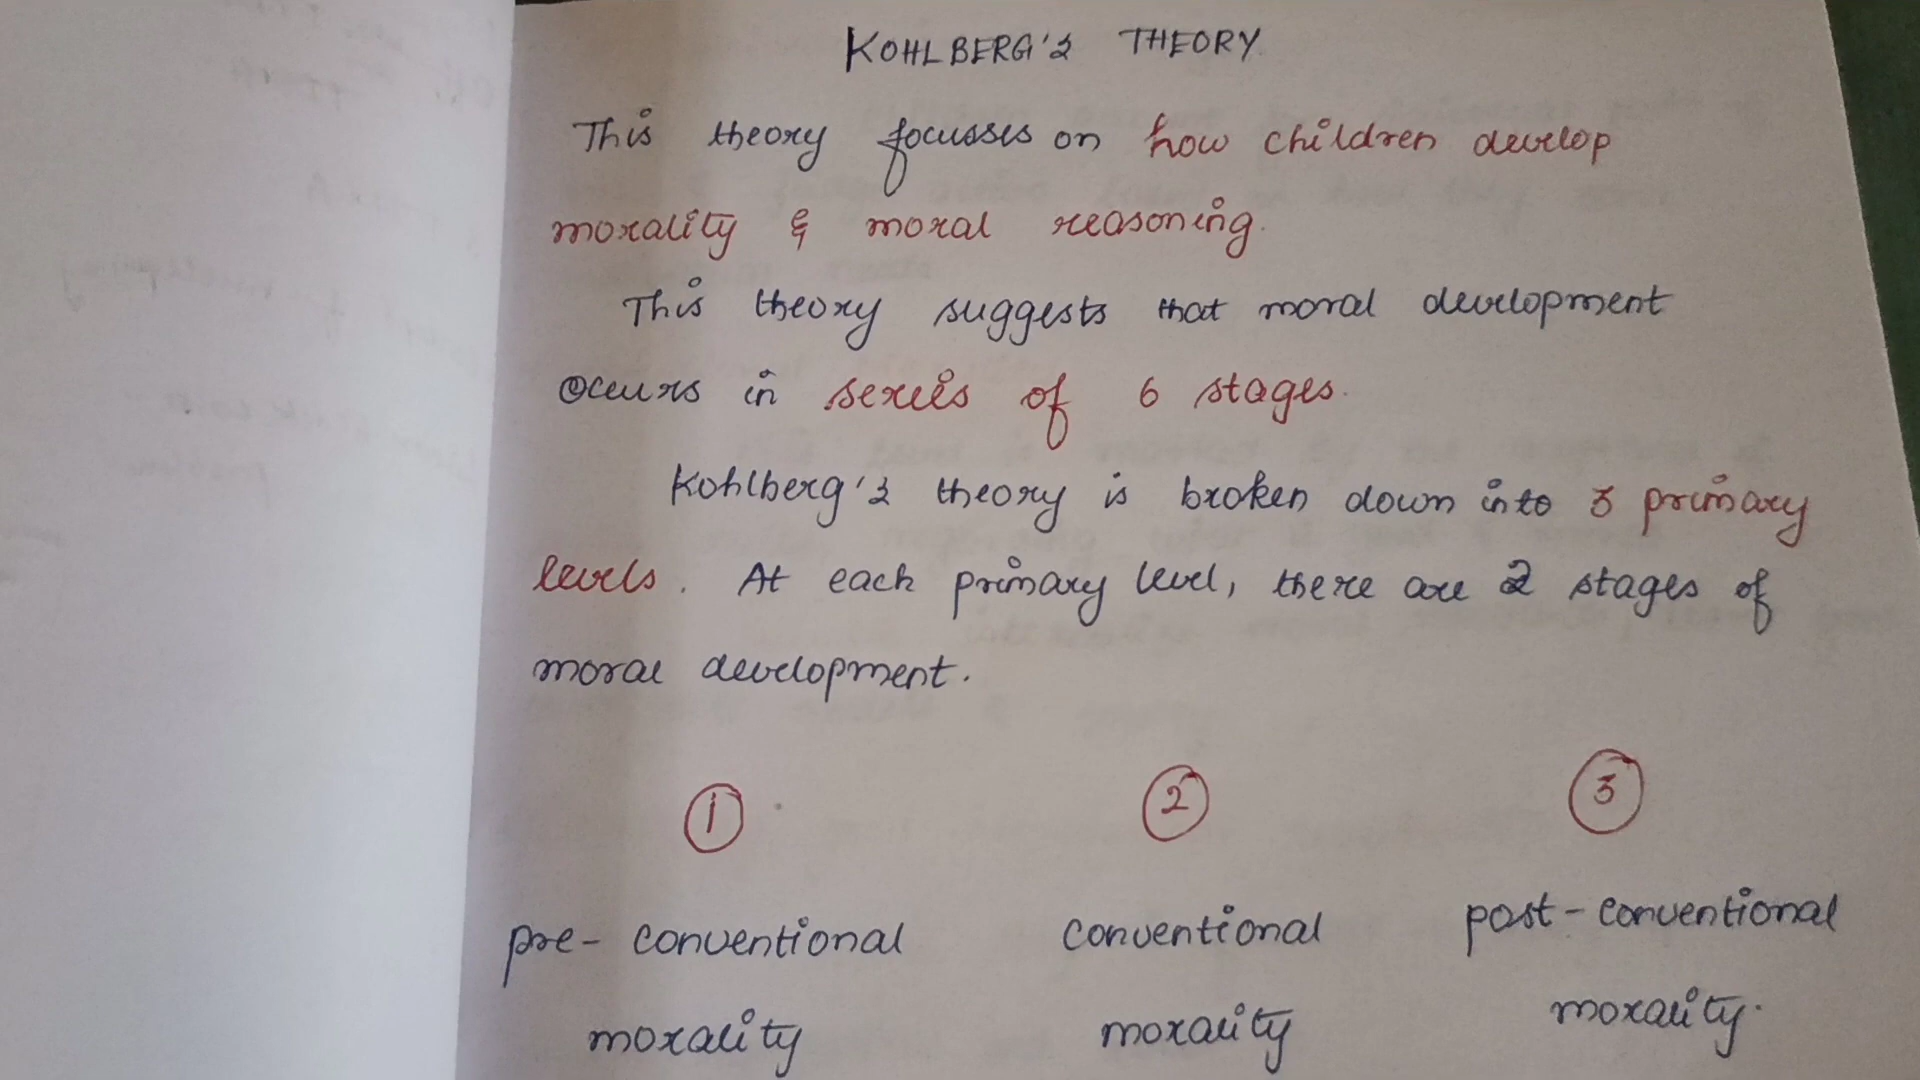 KOHLBERG'S THEORY
This theory focusses on how children develop
morality & moral reasoning.
This theory suggests that moral development
occurs in series of 6 stages.
Kohlberg's theory is broken down into 3 primary
levels. At each primary level, there are 2 stages of
moral development.
1 2 3
pre-conventional conventional post-conventional
morality morality morality.